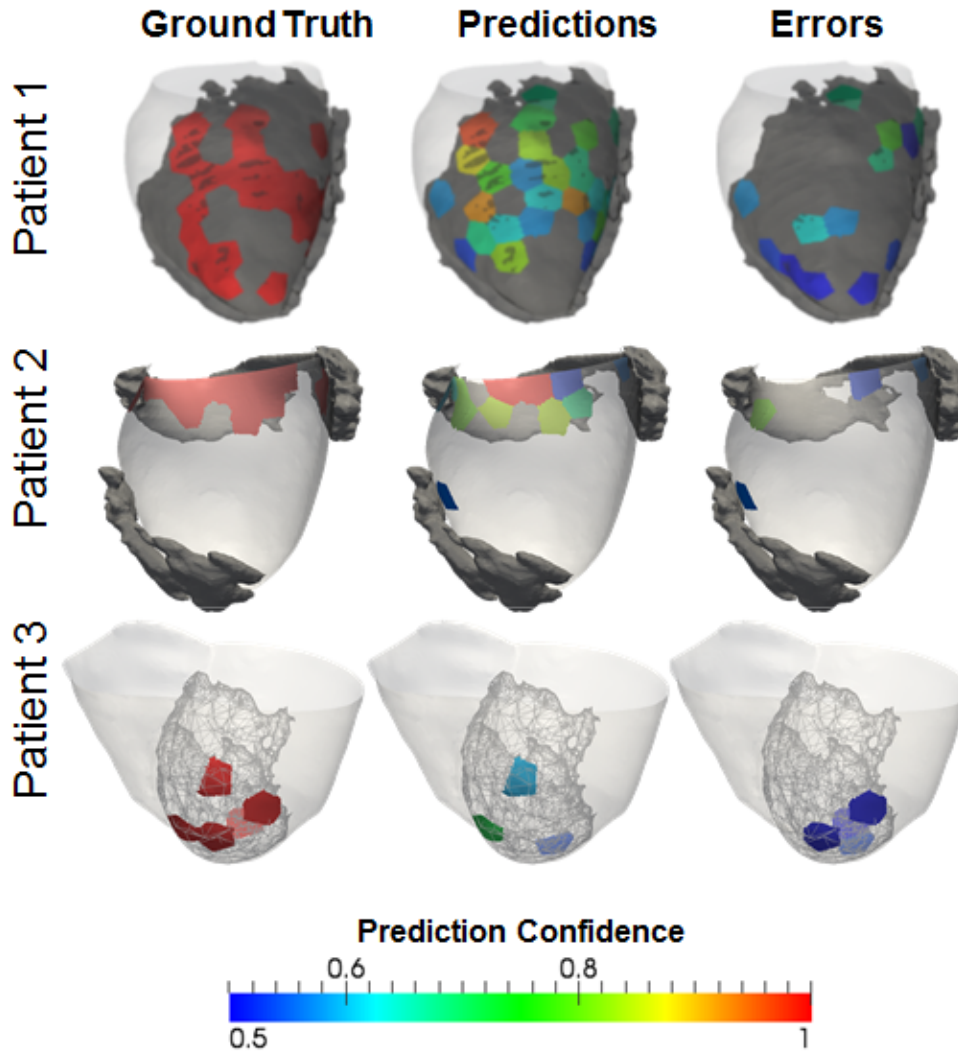 Ground Truth Predictions Errors
Patient 1
Patient 2
Patient 3
Prediction Confidence
0.6 0.8
0.5 1